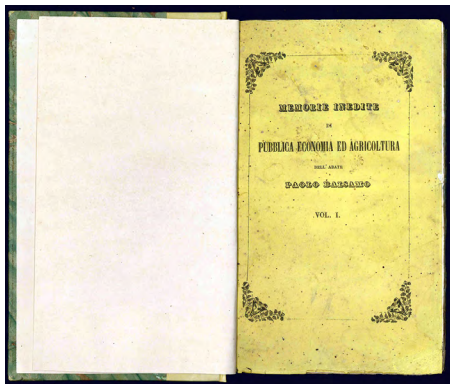 MEMORIE INEDITE
DI
PUBBLICA ECONOMIA ED AGRICOLTURA
DELL'ABATE
PAOLO BALSAMO
VOL. I.